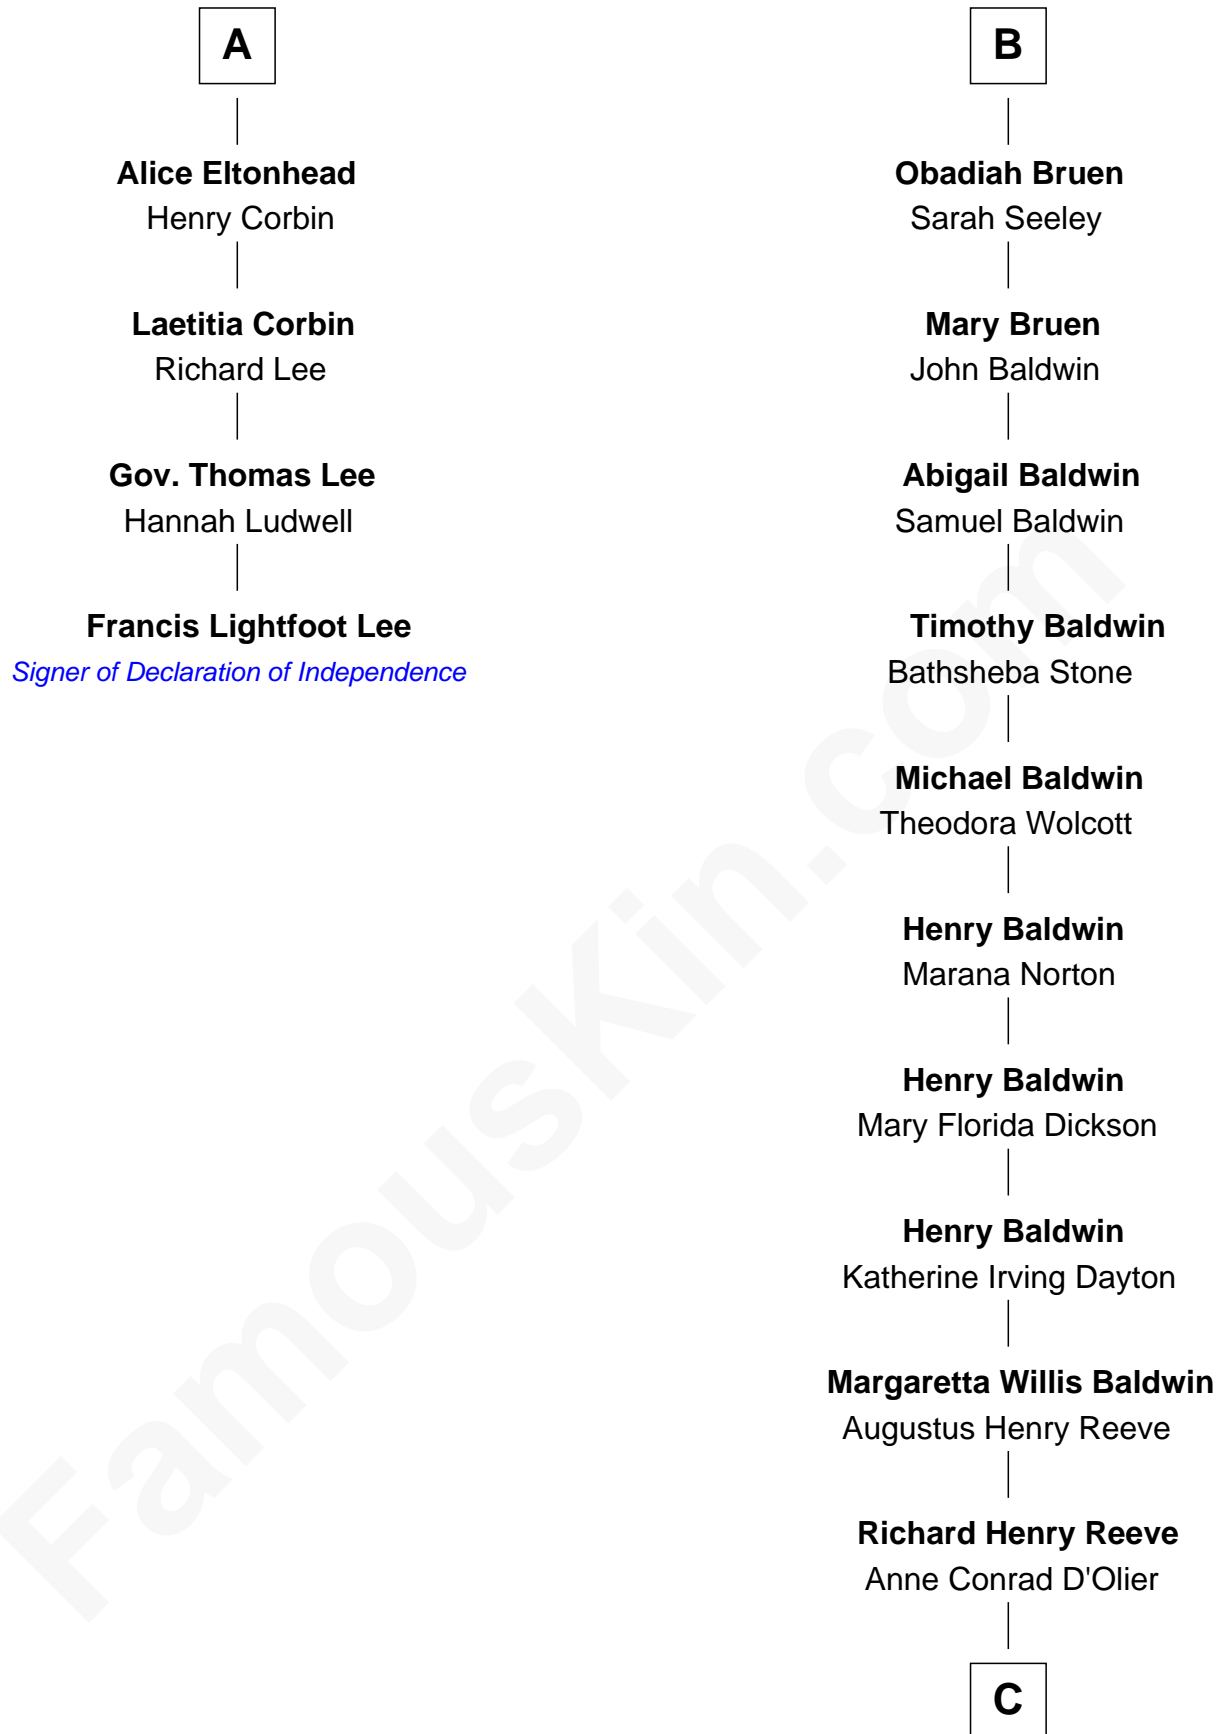 A
Alice Eltonhead
Henry Corbin
Laetitia Corbin
Richard Lee
Gov. Thomas Lee
Hannah Ludwell
Francis Lightfoot Lee
Signer of Declaration of Independence
B
Obadiah Bruen
Sarah Seeley
Mary Bruen
John Baldwin
Abigail Baldwin
Samuel Baldwin
Timothy Baldwin
Bathsheba Stone
Michael Baldwin
Theodora Wolcott
Henry Baldwin
Marana Norton
Henry Baldwin
Mary Florida Dickson
Henry Baldwin
Katherine Irving Dayton
Margaretta Willis Baldwin
Augustus Henry Reeve
Richard Henry Reeve
Anne Conrad D'Olier
C
FamousKin.com